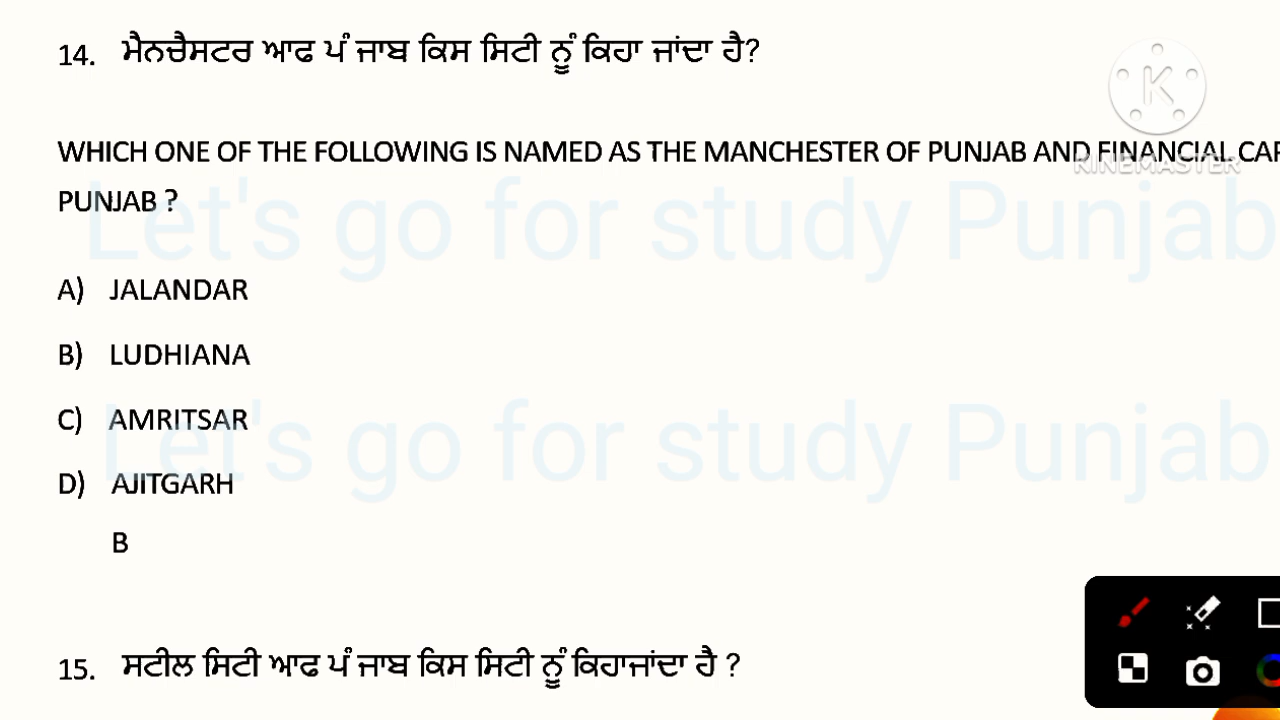 14. ਮੈਨਚੈਸਟਰ ਆਫ ਪੰ ਜਾਬ ਕਿਸ ਸਿਟੀ ਨੂੰ ਕਿਹਾ ਜਾਂਦਾ ਹੈ?
WHICH ONE OF THE FOLLOWING IS NAMED AS THE MANCHESTER OF PUNJAB AND FINANCIAL CAP
KINEMASTER
PUNJAB ?
Let's go for study Punjab
A) JALANDAR
B) LUDHIANA
C) AMRITSAR
Let's go for study Punjab
D) AJITGARH
B
15. ਸਟੀਲ ਸਿਟੀ ਆਫ ਪੰ ਜਾਬ ਕਿਸ ਸਿਟੀ ਨੂੰ ਕਿਹਾਜਾਂਦਾ ਹੈ ?